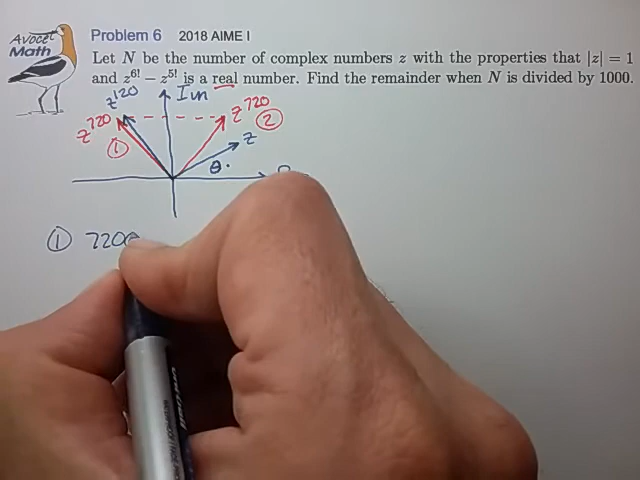 Avocet
Math
Problem 6 2018 AIME I
Let N be the number of complex numbers z with the properties that |z| = 1
and z^{6!} − z^{5!} is a real number. Find the remainder when N is divided by 1000.
z^{120}
Im
z^{720}
①
z^{720}
②
z
θ
① 720θ